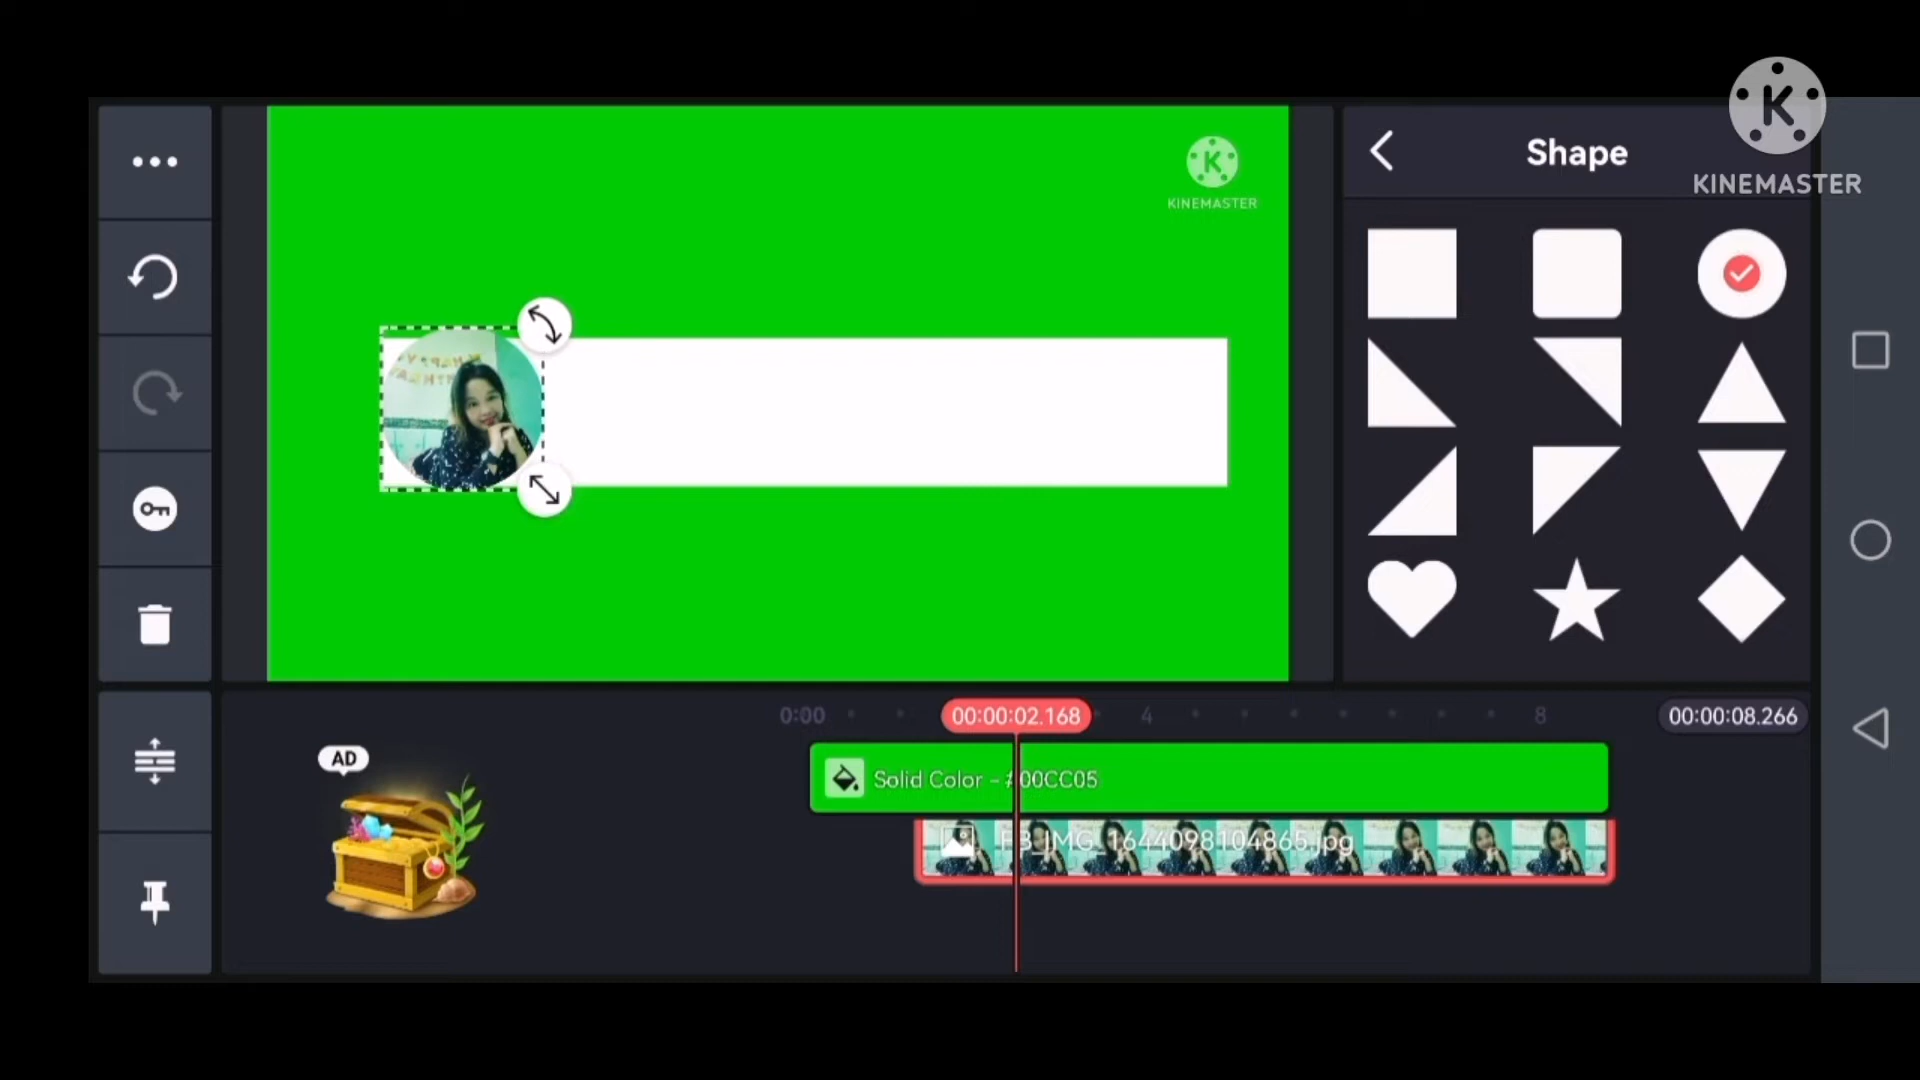 KINEMASTER
Shape
KINEMASTER
0:00
00:00:02.168
4
8
00:00:08.266
AD
Solid Color - #00CC05
FB_IMG_1644098104865.jpg